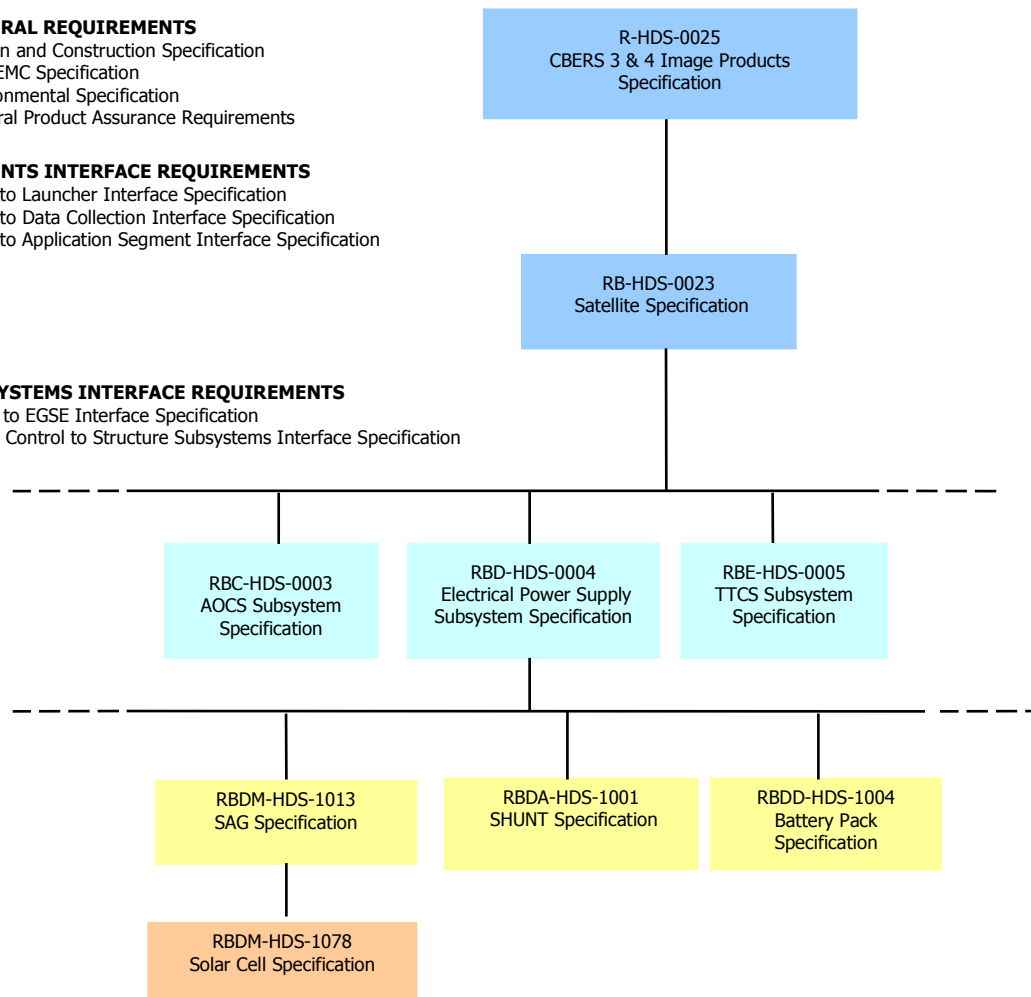 RAL REQUIREMENTS
n and Construction Specification
EMC Specification
onmental Specification
ral Product Assurance Requirements
NTS INTERFACE REQUIREMENTS
to Launcher Interface Specification
to Data Collection Interface Specification
to Application Segment Interface Specification
YSTEMS INTERFACE REQUIREMENTS
to EGSE Interface Specification
Control to Structure Subsystems Interface Specification
R-HDS-0025
CBERS 3 & 4 Image Products
Specification
RB-HDS-0023
Satellite Specification
RBC-HDS-0003
AOCS Subsystem
Specification
RBD-HDS-0004
Electrical Power Supply
Subsystem Specification
RBE-HDS-0005
TTCS Subsystem
Specification
RBDM-HDS-1013
SAG Specification
RBDA-HDS-1001
SHUNT Specification
RBDD-HDS-1004
Battery Pack
Specification
RBDM-HDS-1078
Solar Cell Specification